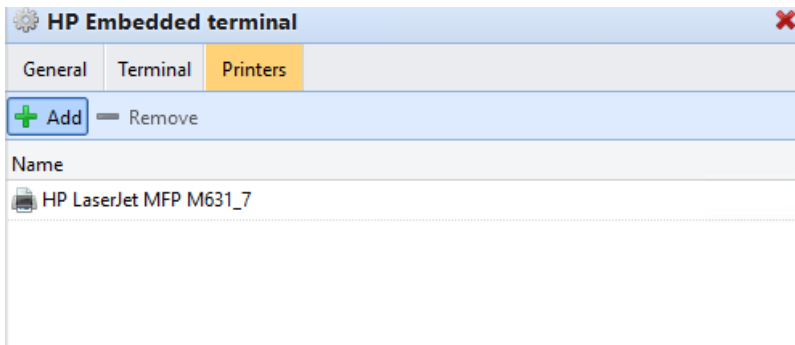 HP Embedded terminal
General Terminal Printers
Add Remove
Name
HP LaserJet MFP M631_7